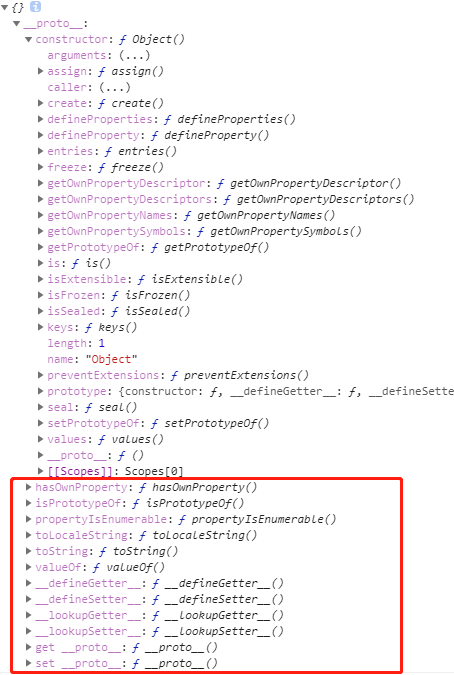 {} i
__proto__:
constructor: ƒ Object()
arguments: (...)
assign: ƒ assign()
caller: (...)
create: ƒ create()
defineProperties: ƒ defineProperties()
defineProperty: ƒ defineProperty()
entries: ƒ entries()
freeze: ƒ freeze()
getOwnPropertyDescriptor: ƒ getOwnPropertyDescriptor()
getOwnPropertyDescriptors: ƒ getOwnPropertyDescriptors()
getOwnPropertyNames: ƒ getOwnPropertyNames()
getOwnPropertySymbols: ƒ getOwnPropertySymbols()
getPrototypeOf: ƒ getPrototypeOf()
is: ƒ is()
isExtensible: ƒ isExtensible()
isFrozen: ƒ isFrozen()
isSealed: ƒ isSealed()
keys: ƒ keys()
length: 1
name: "Object"
preventExtensions: ƒ preventExtensions()
prototype: {constructor: ƒ, __defineGetter__: ƒ, __defineSette
seal: ƒ seal()
setPrototypeOf: ƒ setPrototypeOf()
values: ƒ values()
__proto__: ƒ ()
[[Scopes]]: Scopes[0]
hasOwnProperty: ƒ hasOwnProperty()
isPrototypeOf: ƒ isPrototypeOf()
propertyIsEnumerable: ƒ propertyIsEnumerable()
toLocaleString: ƒ toLocaleString()
toString: ƒ toString()
valueOf: ƒ valueOf()
__defineGetter__: ƒ __defineGetter__()
__defineSetter__: ƒ __defineSetter__()
__lookupGetter__: ƒ __lookupGetter__()
__lookupSetter__: ƒ __lookupSetter__()
get __proto__: ƒ __proto__()
set __proto__: ƒ __proto__()